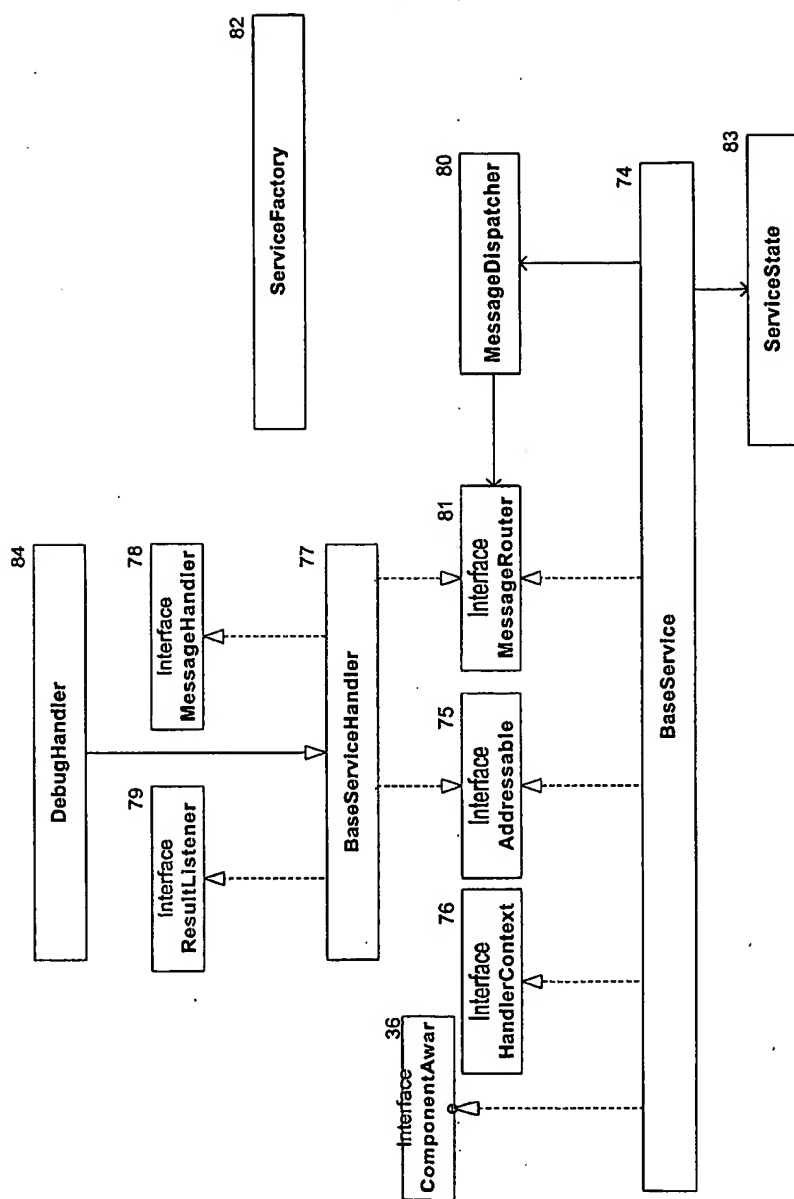 84
DebugHandler
79
Interface
ResultListener
78
Interface
MessageHandler
82
ServiceFactory
77
BaseServiceHandler
36
Interface
ComponentAwar
76
Interface
HandlerContext
75
Interface
Addressable
81
Interface
MessageRouter
80
MessageDispatcher
74
BaseService
83
ServiceState